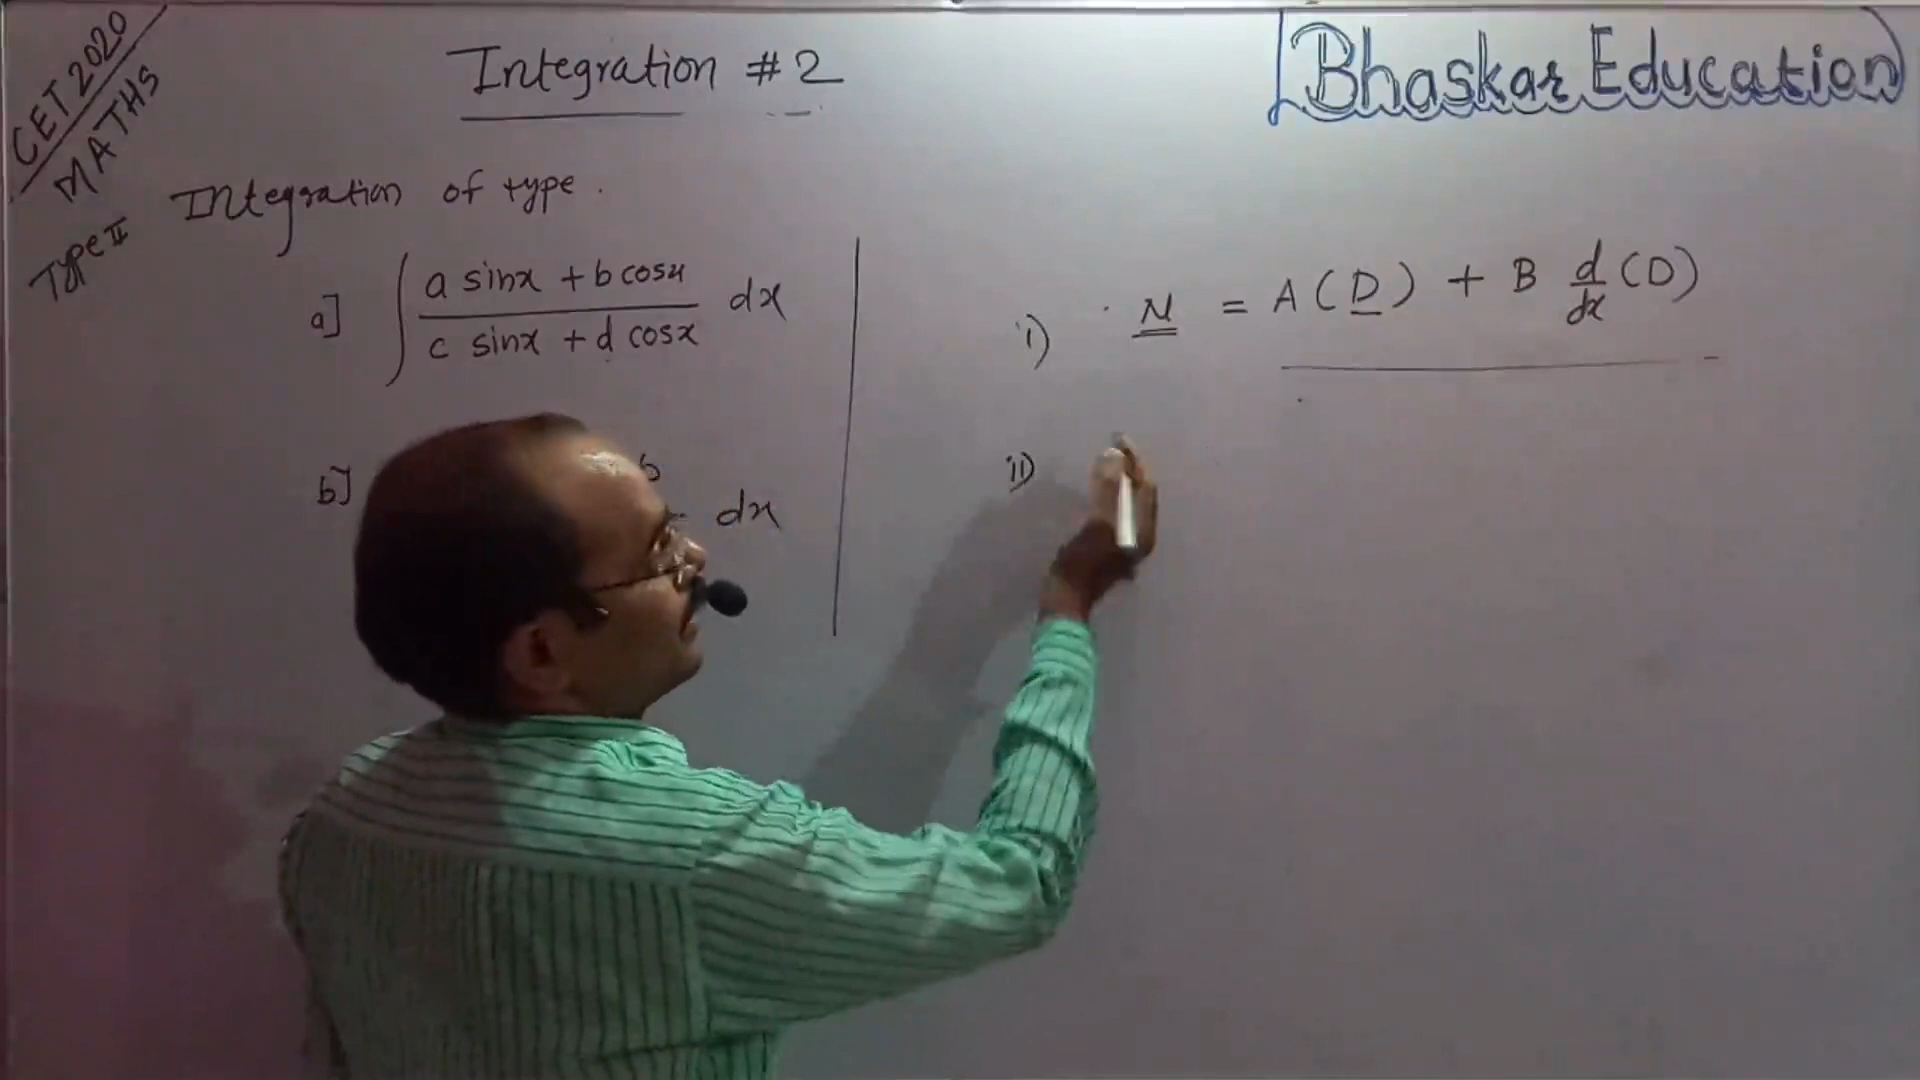 CET 2020
MATHS
Integration #2
Bhaskar Education
Type II Integration of type.
a] ∫ (a sinx + b cosx) / (c sinx + d cosx) dx
b] b dx
i) N = A(D) + B d/dx (D)
ii)